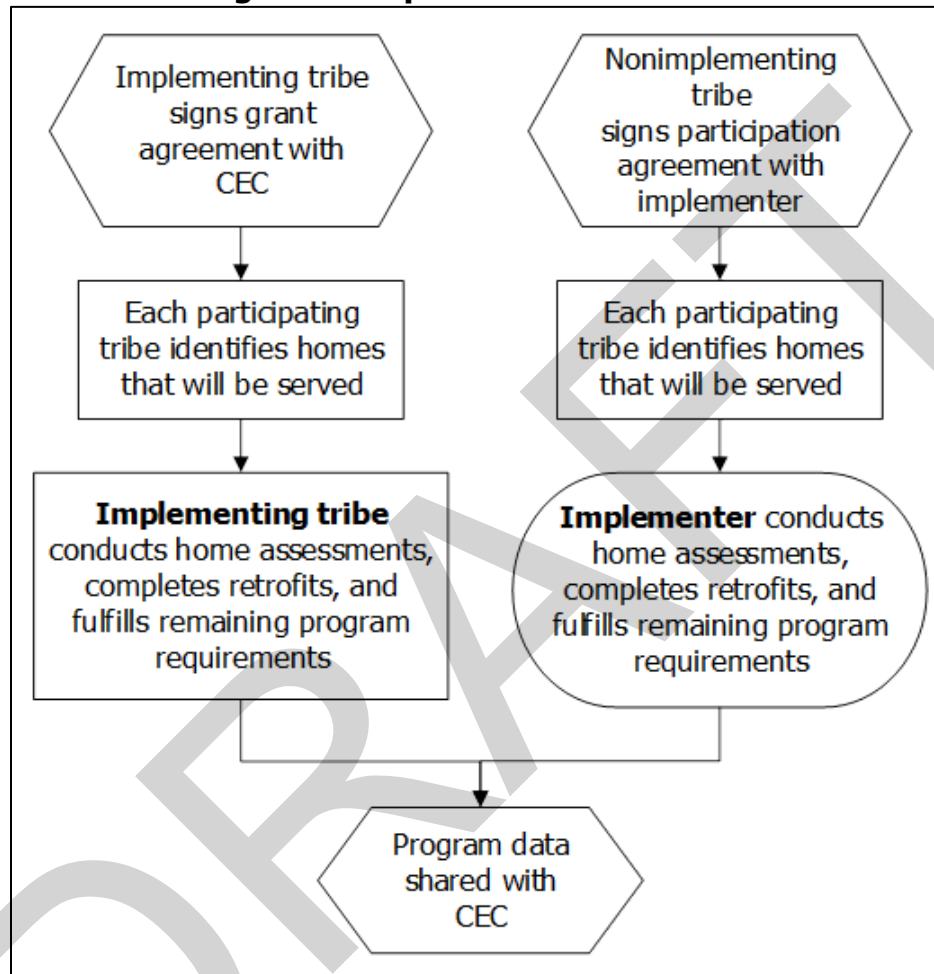 Implementing tribe
signs grant
agreement with
CEC
Nonimplementing
tribe
signs participation
agreement with
implementer
Each participating
tribe identifies homes
that will be served
Each participating
tribe identifies homes
that will be served
Implementing tribe
conducts home assessments,
completes retrofits, and
fulfills remaining program
requirements
Implementer conducts
home assessments,
completes retrofits, and
fulfills remaining program
requirements
Program data
shared with
CEC
DRAFT